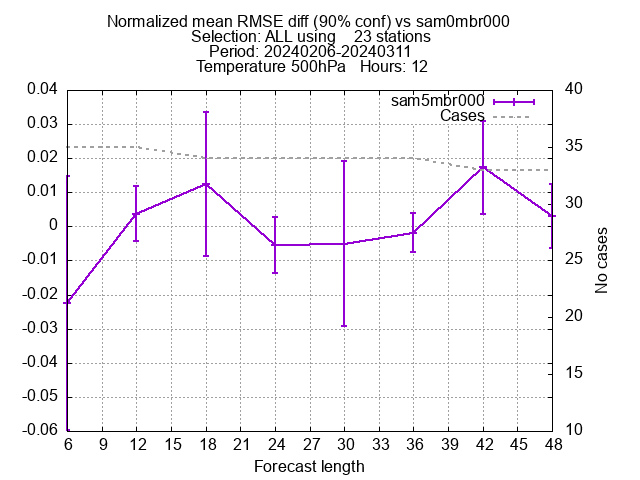 Normalized mean RMSE diff (90% conf) vs sam0mbr000
Selection: ALL using    23 stations
Period: 20240206-20240311
Temperature 500hPa   Hours: 12
sam5mbr000
Cases
0.04
0.03
0.02
0.01
0
-0.01
-0.02
-0.03
-0.04
-0.05
-0.06
40
35
30
25
20
15
10
No cases
6 9 12 15 18 21 24 27 30 33 36 39 42 45 48
Forecast length